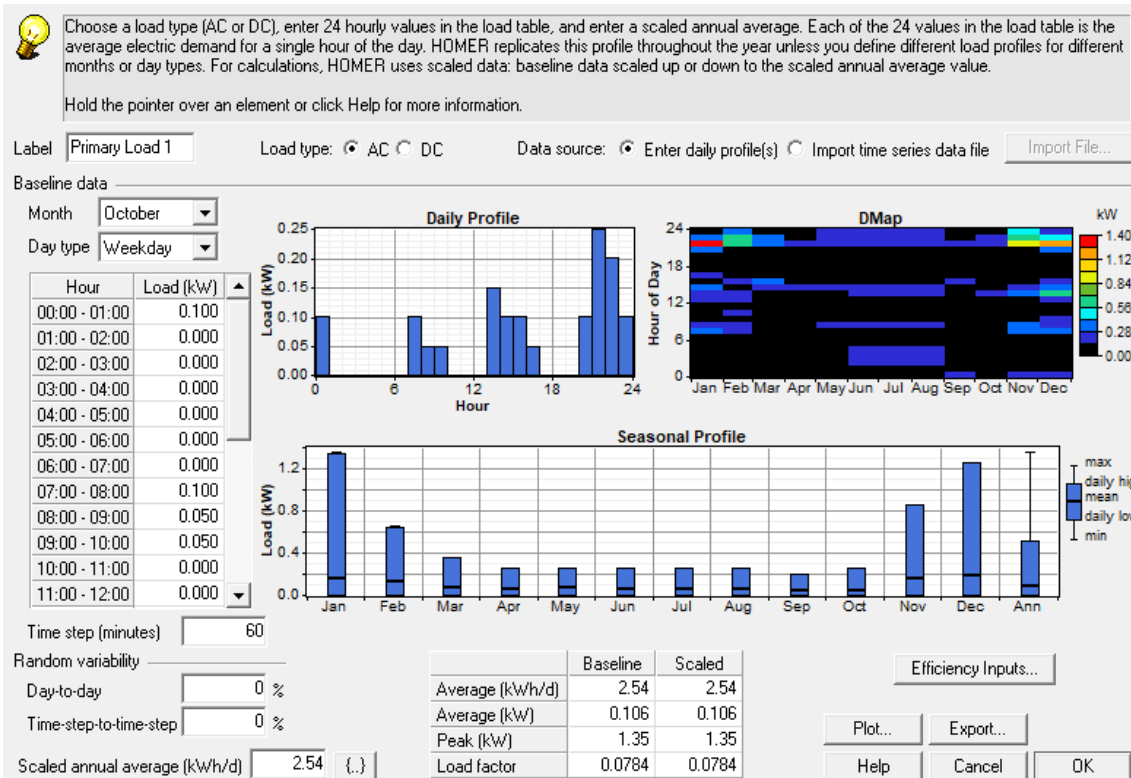 Choose a load type (AC or DC), enter 24 hourly values in the load table, and enter a scaled annual average. Each of the 24 values in the load table is the
average electric demand for a single hour of the day. HOMER replicates this profile throughout the year unless you define different load profiles for different
months or day types. For calculations, HOMER uses scaled data: baseline data scaled up or down to the scaled annual average value.
Hold the pointer over an element or click Help for more information.
Label Primary Load 1 Load type: AC DC Data source: Enter daily profile(s) Import time series data file Import File...
Baseline data
Month October
Day type Weekday
Hour Load (kW)
00:00 - 01:00 0.100
01:00 - 02:00 0.000
02:00 - 03:00 0.000
03:00 - 04:00 0.000
04:00 - 05:00 0.000
05:00 - 06:00 0.000
06:00 - 07:00 0.000
07:00 - 08:00 0.100
08:00 - 09:00 0.050
09:00 - 10:00 0.050
10:00 - 11:00 0.000
11:00 - 12:00 0.000
Daily Profile
Load (kW)
0.25
0.20
0.15
0.10
0.05
0.00
0 6 12 18 24
Hour
DMap
Hour of Day
24
18
12
6
0
Jan Feb Mar Apr May Jun Jul Aug Sep Oct Nov Dec
kW
1.40
1.12
0.84
0.56
0.28
0.00
Seasonal Profile
Load (kW)
1.2
0.8
0.4
0.0
Jan Feb Mar Apr May Jun Jul Aug Sep Oct Nov Dec Ann
max
daily hig
mean
daily low
min
Time step (minutes) 60
Random variability
Day-to-day 0 %
Time-step-to-time-step 0 %
Scaled annual average (kWh/d) 2.54 {..}
Baseline Scaled
Average (kWh/d) 2.54 2.54
Average (kW) 0.106 0.106
Peak (kW) 1.35 1.35
Load factor 0.0784 0.0784
Efficiency Inputs...
Plot... Export...
Help Cancel OK